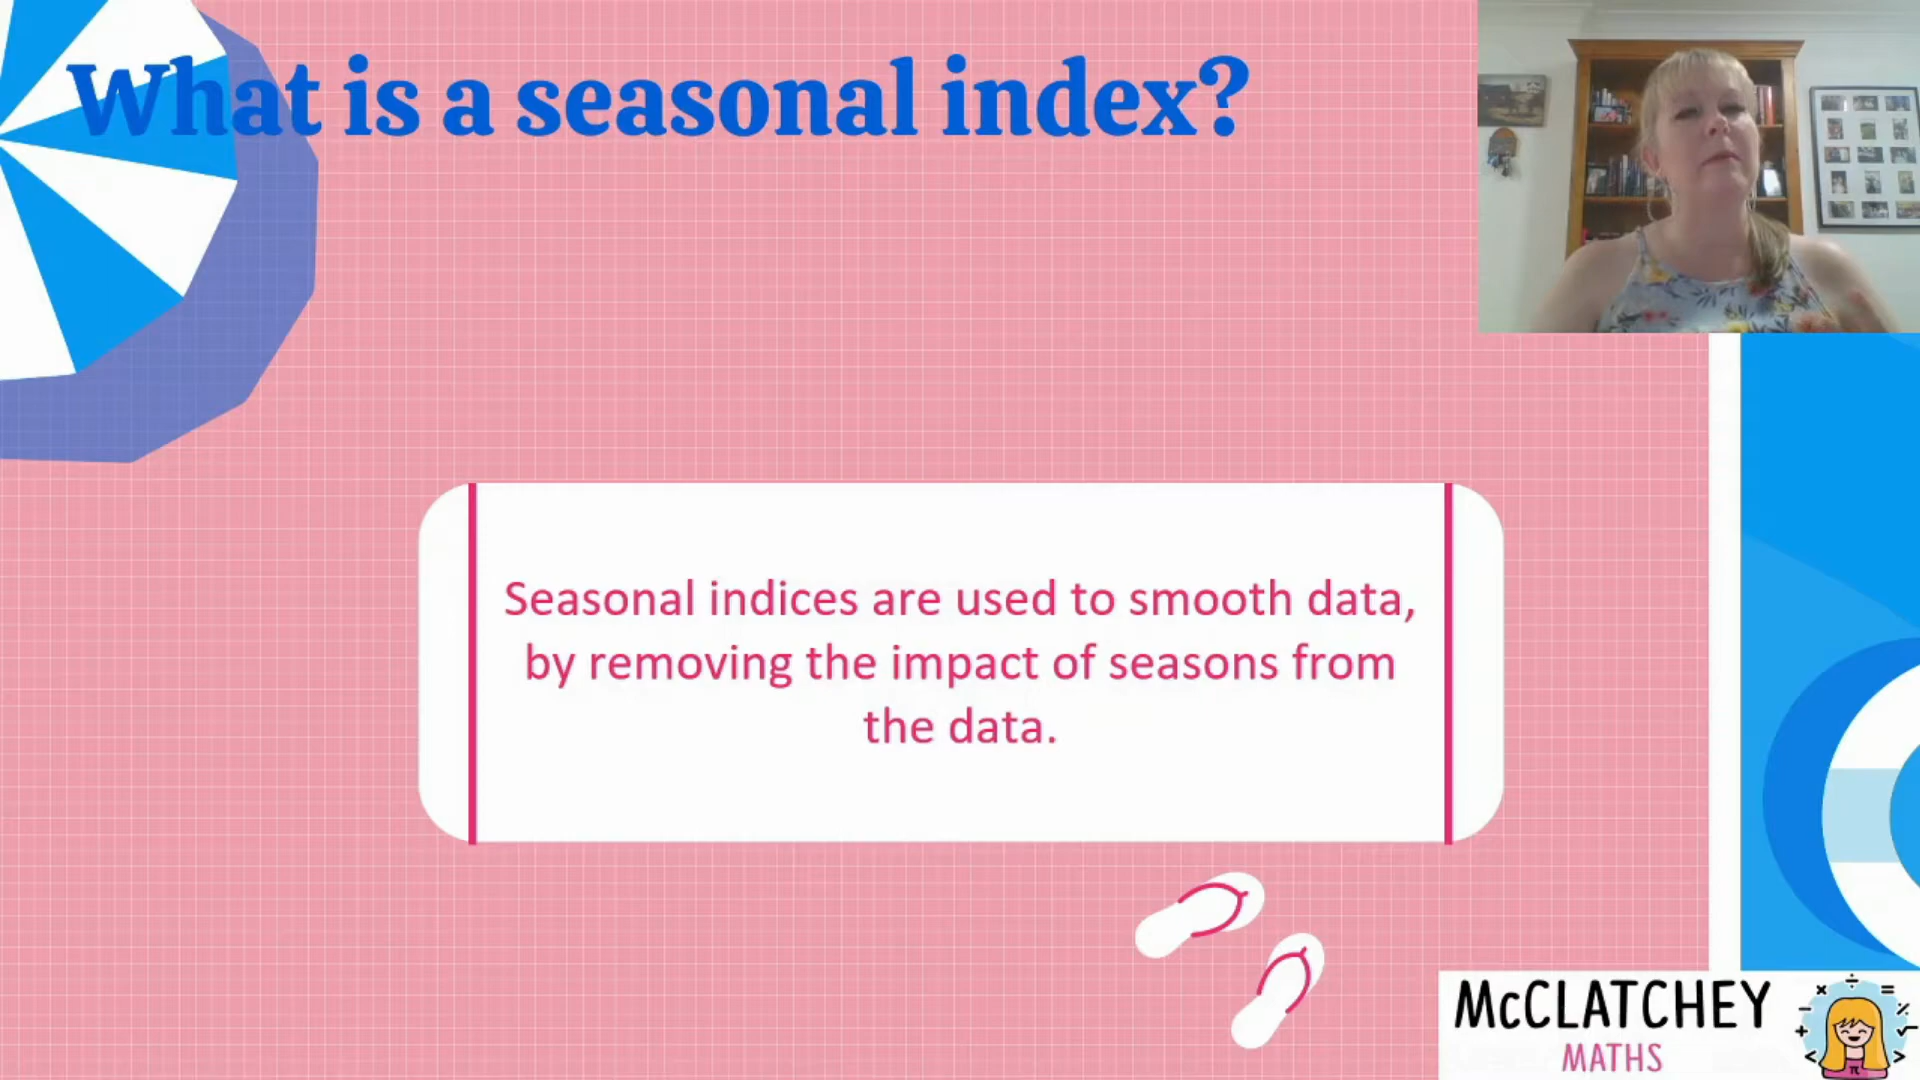 What is a seasonal index?
Seasonal indices are used to smooth data,
by removing the impact of seasons from
the data.
McCLATCHEY
MATHS